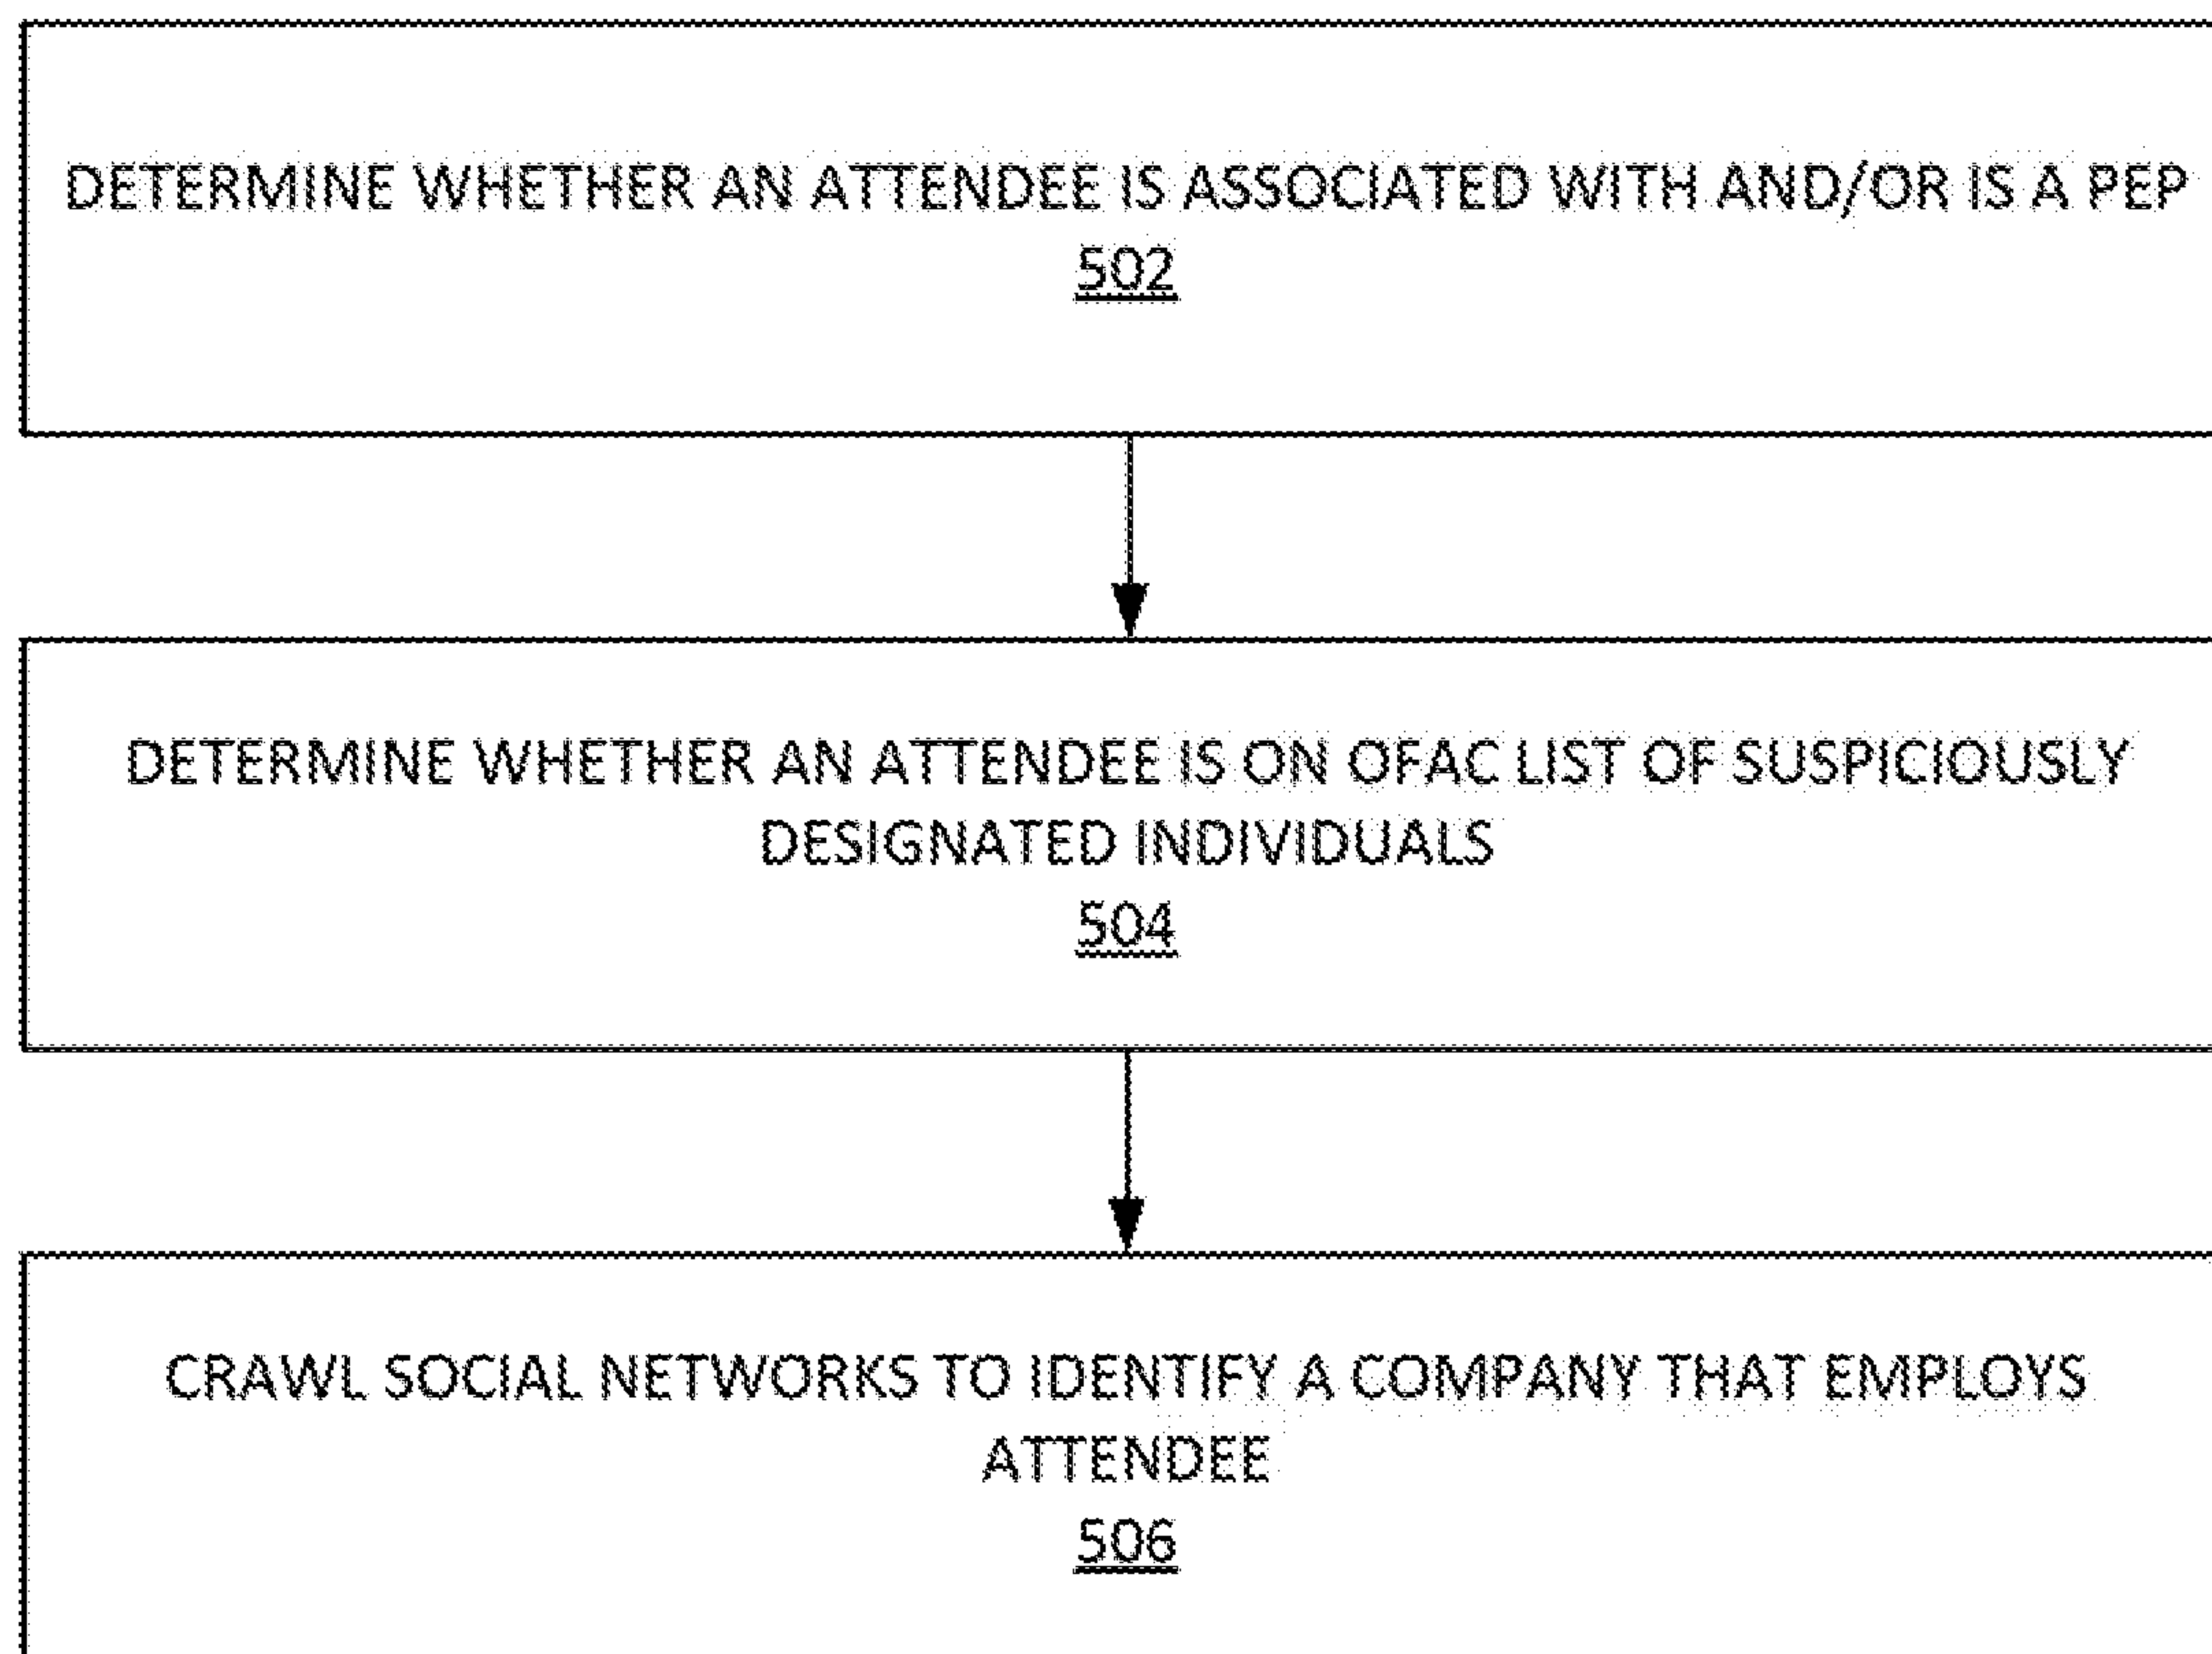 DETERMINE WHETHER AN ATTENDEE IS ASSOCIATED WITH AND/OR IS A PEP
502
DETERMINE WHETHER AN ATTENDEE IS ON OFAC LIST OF SUSPICIOUSLY
DESIGNATED INDIVIDUALS
504
CRAWL SOCIAL NETWORKS TO IDENTIFY A COMPANY THAT EMPLOYS
ATTENDEE
506